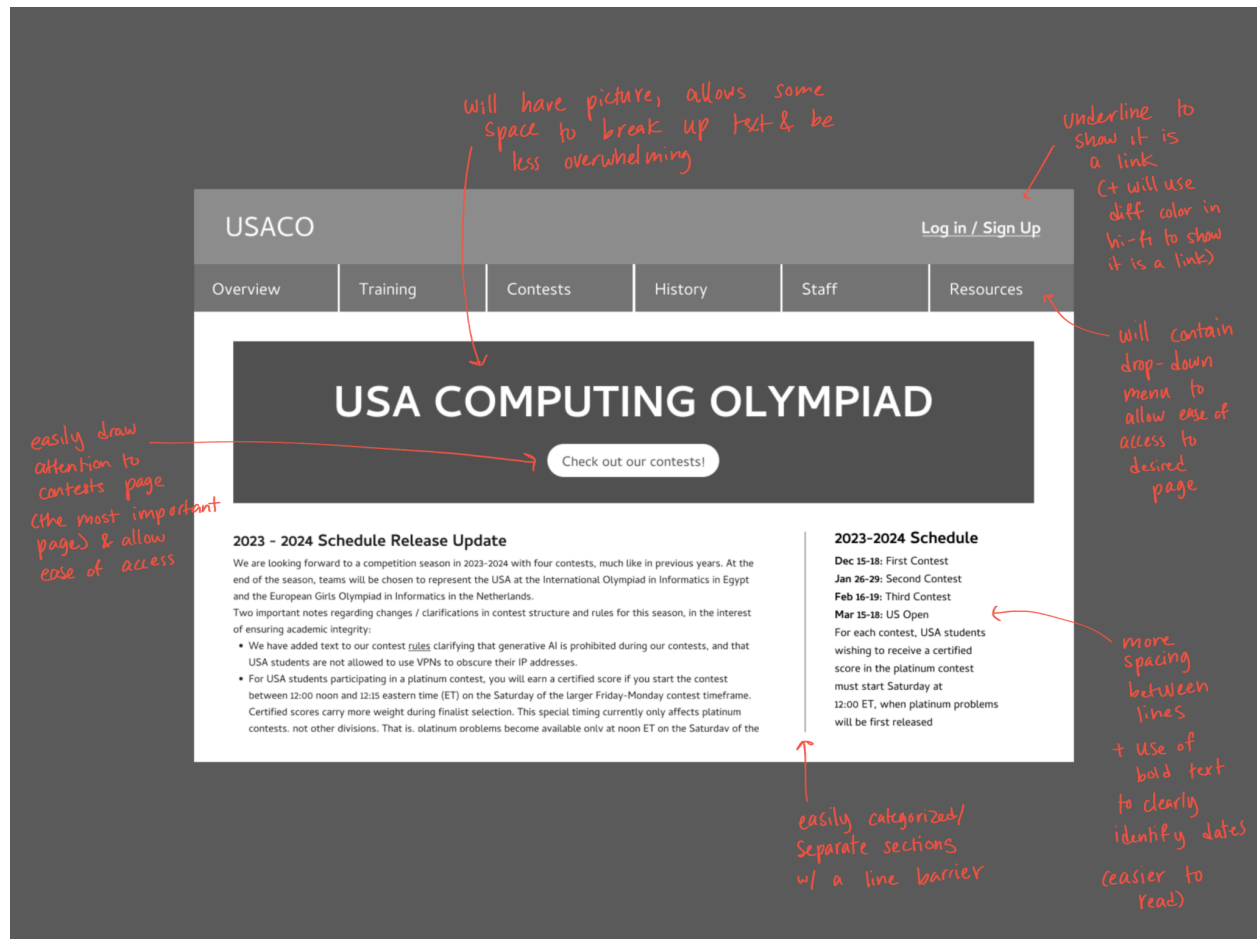 will have picture, allows some
space to break up text & be
less overwhelming
underline to
show it is
a link
(+ will use
diff color in
hi-fi to show
it is a link)
USACO
Log in / Sign Up
Overview
Training
Contests
History
Staff
Resources
will contain
drop-down
menu to
allow ease of
access to
desired
page
USA COMPUTING OLYMPIAD
Check out our contests!
easily draw
attention to
contests page
(the most important
page) & allow
ease of access
2023 - 2024 Schedule Release Update
We are looking forward to a competition season in 2023-2024 with four contests, much like in previous years. At the
end of the season, teams will be chosen to represent the USA at the International Olympiad in Informatics in Egypt
and the European Girls Olympiad in Informatics in the Netherlands.
Two important notes regarding changes / clarifications in contest structure and rules for this season, in the interest
of ensuring academic integrity:
• We have added text to our contest rules clarifying that generative AI is prohibited during our contests, and that
USA students are not allowed to use VPNs to obscure their IP addresses.
• For USA students participating in a platinum contest, you will earn a certified score if you start the contest
between 12:00 noon and 12:15 eastern time (ET) on the Saturday of the larger Friday-Monday contest timeframe.
Certified scores carry more weight during finalist selection. This special timing currently only affects platinum
contests, not other divisions. That is, platinum problems become available only at noon ET on the Saturday of the
2023-2024 Schedule
Dec 15-18: First Contest
Jan 26-29: Second Contest
Feb 16-19: Third Contest
Mar 15-18: US Open
For each contest, USA students
wishing to receive a certified
score in the platinum contest
must start Saturday at
12:00 ET, when platinum problems
will be first released
more
spacing
between
lines
+ use of
bold text
to clearly
identify dates
(easier to
read)
easily categorized/
separate sections
w/ a line barrier